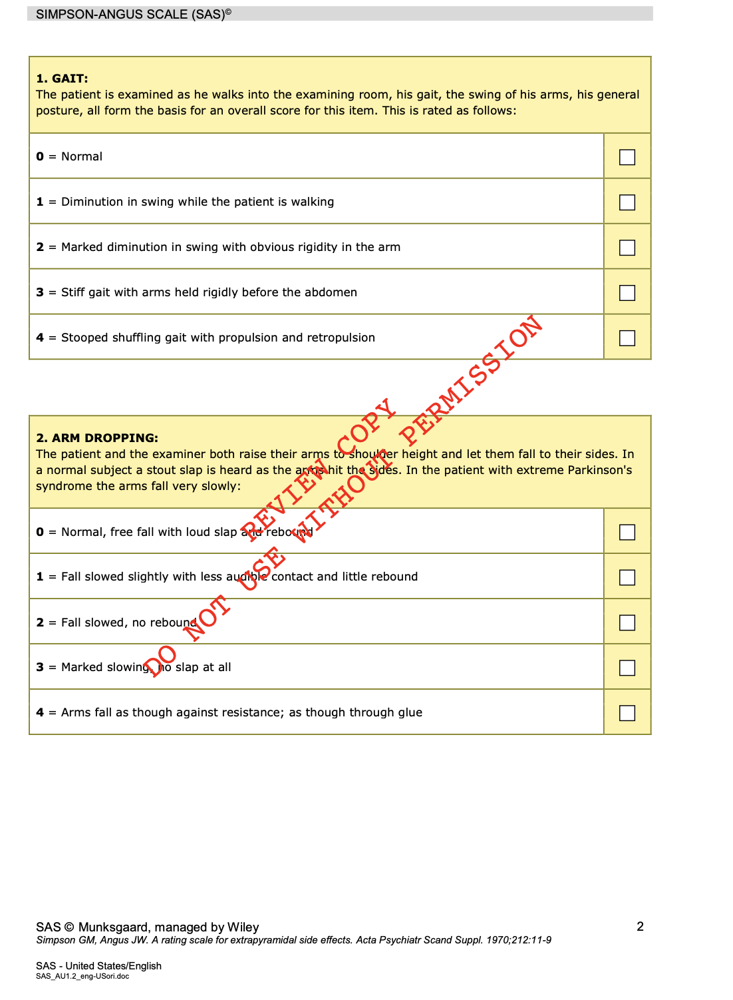 SIMPSON-ANGUS SCALE (SAS)©
1. GAIT:
The patient is examined as he walks into the examining room, his gait, the swing of his arms, his general
posture, all form the basis for an overall score for this item. This is rated as follows:
0 = Normal
1 = Diminution in swing while the patient is walking
2 = Marked diminution in swing with obvious rigidity in the arm
3 = Stiff gait with arms held rigidly before the abdomen
4 = Stooped shuffling gait with propulsion and retropulsion
REVIEW COPY
DO NOT USE WITHOUT PERMISSION
2. ARM DROPPING:
The patient and the examiner both raise their arms to shoulder height and let them fall to their sides. In
a normal subject a stout slap is heard as the arms hit the sides. In the patient with extreme Parkinson's
syndrome the arms fall very slowly:
0 = Normal, free fall with loud slap and rebound
1 = Fall slowed slightly with less audible contact and little rebound
2 = Fall slowed, no rebound
3 = Marked slowing, no slap at all
4 = Arms fall as though against resistance; as though through glue
SAS © Munksgaard, managed by Wiley
2
Simpson GM, Angus JW. A rating scale for extrapyramidal side effects. Acta Psychiatr Scand Suppl. 1970;212:11-9
SAS - United States/English
SAS_AU1.2_eng-USori.doc